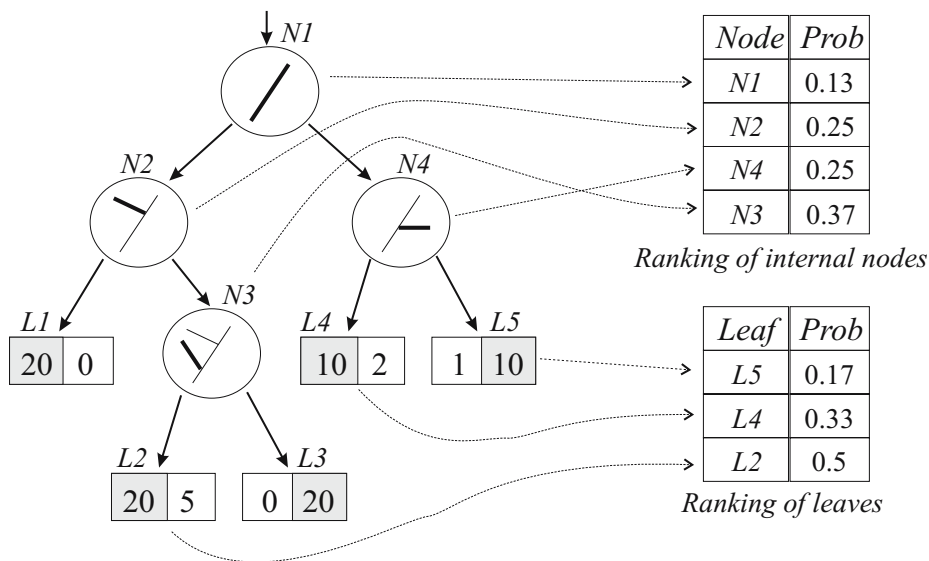 N1
N2
N4
L1
N3
L4
L5
20 0
10 2
1 10
L2
L3
20 5
0 20
Node Prob
N1 0.13
N2 0.25
N4 0.25
N3 0.37
Ranking of internal nodes
Leaf Prob
L5 0.17
L4 0.33
L2 0.5
Ranking of leaves